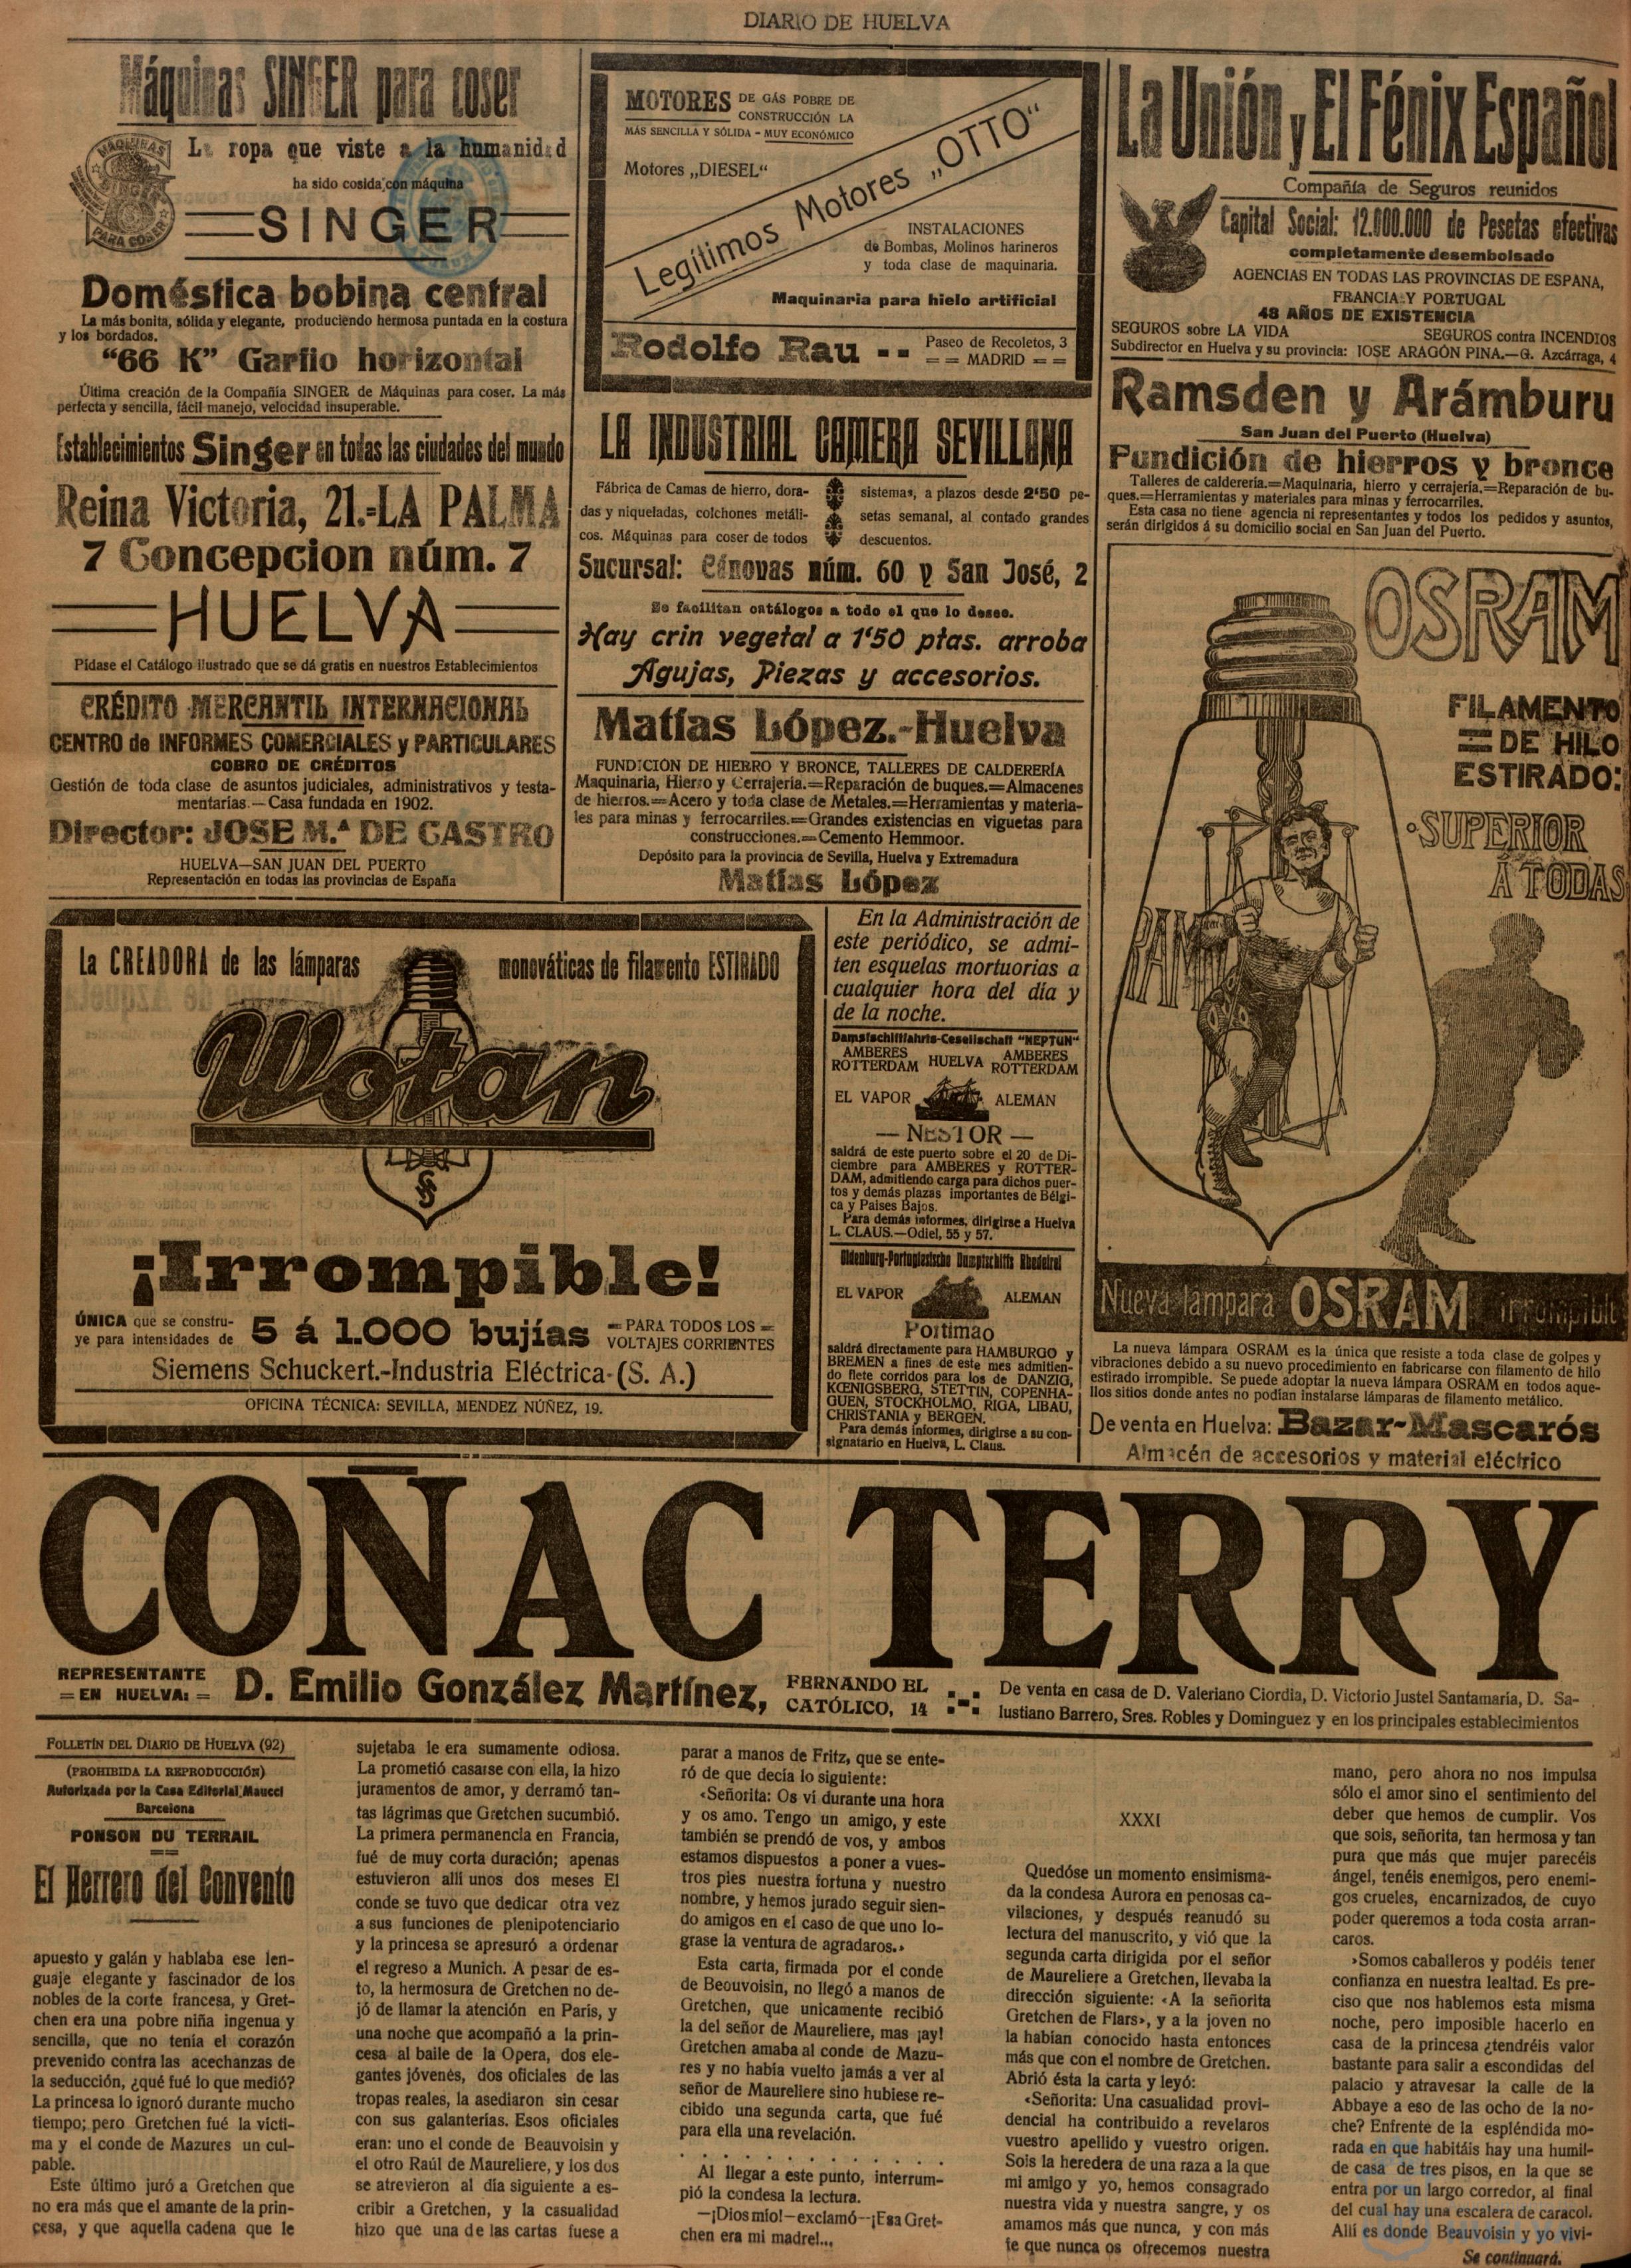 DIARIO DE HUELVA
Máquinas SINGER para coser
MÁQUINAS
SINGER
PARA COSER
La ropa que viste a la humanidad
ha sido cosida con máquina
SINGER
Doméstica bobina central
La más bonita, sólida y elegante, produciendo hermosa puntada en la costura
y los bordados.
“66 K” Garfio horizontal
Última creación de la Compañía SINGER de Máquinas para coser. La más
perfecta y sencilla, fácil manejo, velocidad insuperable.
Establecimientos Singer en todas las ciudades del mundo
Reina Victoria, 21.-LA PALMA
7 Concepcion núm. 7
HUELVA
Pídase el Catálogo ilustrado que se dá gratis en nuestros Establecimientos
CRÉDITO MERCANTIL INTERNACIONAL
CENTRO de INFORMES COMERCIALES y PARTICULARES
COBRO DE CRÉDITOS
Gestión de toda clase de asuntos judiciales, administrativos y testa-
mentarias.—Casa fundada en 1902.
Director: JOSE M.ª DE CASTRO
HUELVA—SAN JUAN DEL PUERTO
Representación en todas las provincias de España
MOTORES DE GÁS POBRE DE
CONSTRUCCIÓN LA
MÁS SENCILLA Y SÓLIDA - MUY ECONÓMICO
Motores „DIESEL“
Legítimos Motores „OTTO“
INSTALACIONES
de Bombas, Molinos harineros
y toda clase de maquinaria.
Maquinaria para hielo artificial
Rodolfo Rau -- Paseo de Recoletos, 3
== MADRID ==
LA INDUSTRIAL CAMERA SEVILLANA
Fábrica de Camas de hierro, dora-
das y niqueladas, colchones metáli-
cos. Máquinas para coser de todos
sistemas, a plazos desde 2'50 pe-
setas semanal, al contado grandes
descuentos.
Sucursal: Cánovas núm. 60 y San José, 2
Se facilitan catálogos a todo el que lo desee.
Hay crin vegetal a 1'50 ptas. arroba
Agujas, Piezas y accesorios.
Matías López.-Huelva
FUNDICIÓN DE HIERRO Y BRONCE, TALLERES DE CALDERERÍA
Maquinaria, Hierro y Cerrajería.=Reparación de buques.=Almacenes
de hierros.=Acero y toda clase de Metales.=Herramientas y materia-
les para minas y ferrocarriles.=Grandes existencias en viguetas para
construcciones.=Cemento Hemmoor.
Depósito para la provincia de Sevilla, Huelva y Extremadura
Matías López
La Unión y El Fénix Español
Compañía de Seguros reunidos
Capital Social: 12.000.000 de Pesetas efectivas
completamente desembolsado
AGENCIAS EN TODAS LAS PROVINCIAS DE ESPANA,
FRANCIA Y PORTUGAL
48 AÑOS DE EXISTENCIA
SEGUROS sobre LA VIDA SEGUROS contra INCENDIOS
Subdirector en Huelva y su provincia: JOSE ARAGÓN PINA.—G. Azcárraga, 4
Ramsden y Arámburu
San Juan del Puerto (Huelva)
Fundición de hierros y bronce
Talleres de calderería.=Maquinaria, hierro y cerrajería.=Reparación de bu-
ques.=Herramientas y materiales para minas y ferrocarriles.
Esta casa no tiene agencia ni representantes y todos los pedidos y asuntos,
serán dirigidos á su domicilio social en San Juan del Puerto.
OSRAM
FILAMENTO
DE HILO
ESTIRADO:
SUPERIOR
Á TODAS
Nueva lámpara OSRAM irrompible
La nueva lámpara OSRAM es la única que resiste a toda clase de golpes y
vibraciones debido a su nuevo procedimiento en fabricarse con filamento de hilo
estirado irrompible. Se puede adoptar la nueva lámpara OSRAM en todos aque-
llos sitios donde antes no podían instalarse lámparas de filamento metálico.
De venta en Huelva: Bazar-Mascarós
Almacén de accesorios y material eléctrico
La CREADORA de las lámparas monováticas de filamento ESTIRADO
Wotan
¡Irrompible!
ÚNICA que se constru-
ye para intensidades de 5 á 1.000 bujías =PARA TODOS LOS=
VOLTAJES CORRIENTES
Siemens Schuckert.-Industria Eléctrica-(S. A.)
OFICINA TÉCNICA: SEVILLA, MENDEZ NÚÑEZ, 19.
En la Administración de
este periódico, se admi-
ten esquelas mortuorias a
cualquier hora del día y
de la noche.
Damsfschifffahrts-Cesellschaft "NEPTUN"
AMBERES HUELVA AMBERES
ROTTERDAM ROTTERDAM
EL VAPOR ALEMAN
— NESTOR —
saldrá de este puerto sobre el 20 de Di-
ciembre para AMBERES y ROTTER-
DAM, admitiendo carga para dichos puer-
tos y demás plazas importantes de Bélgi-
ca y Paises Bajos.
Para demás informes, dirigirse a Huelva
L. CLAUS.—Odiel, 55 y 57.
EL VAPOR ALEMAN
Portimao
saldrá directamente para HAMBURGO y
BREMEN a fines de este mes admitien-
do flete corridos para los de DANZIG,
KŒNIGSBERG, STETTIN, COPENHA-
GUEN, STOCKHOLMO, RIGA, LIBAU,
CHRISTANIA y BERGEN.
Para demás informes, dirigirse a su con-
signatario en Huelva, L. Claus.
COÑAC TERRY
REPRESENTANTE
= EN HUELVA: = D. Emilio González Martínez, FERNANDO EL
CATÓLICO, 14
De venta en casa de D. Valeriano Ciordia, D. Victorio Justel Santamaría, D. Sa-
lustiano Barrero, Sres. Robles y Dominguez y en los principales establecimientos
FOLLETÍN DEL DIARIO DE HUELVA (92)
(PROHIBIDA LA REPRODUCCIÓN)
Autorizada por la Casa Editorial Maucci
Barcelona
PONSON DU TERRAIL
El Herrero del Convento
apuesto y galán y hablaba ese len-
guaje elegante y fascinador de los
nobles de la corte francesa, y Gret-
chen era una pobre niña ingenua y
sencilla, que no tenía el corazón
prevenido contra las acechanzas de
la seducción, ¿qué fué lo que medió?
La princesa lo ignoró durante mucho
tiempo; pero Gretchen fué la vícti-
ma y el conde de Mazures un cul-
pable.
Este último juró a Gretchen que
no era más que el amante de la prin-
cesa, y que aquella cadena que le
sujetaba le era sumamente odiosa.
La prometió casarse con ella, la hizo
juramentos de amor, y derramó tan-
tas lágrimas que Gretchen sucumbió.
La primera permanencia en Francia,
fué de muy corta duración; apenas
estuvieron allí unos dos meses El
conde se tuvo que dedicar otra vez
a sus funciones de plenipotenciario
y la princesa se apresuró a ordenar
el regreso a Munich. A pesar de es-
to, la hermosura de Gretchen no de-
jó de llamar la atención en París, y
una noche que acompañó a la prin-
cesa al baile de la Opera, dos ele-
gantes jóvenes, dos oficiales de las
tropas reales, la asediaron sin cesar
con sus galanterías. Esos oficiales
eran: uno el conde de Beauvoisin y
el otro Raúl de Maureliere, y los dos
se atrevieron al día siguiente a es-
cribir a Gretchen, y la casualidad
hizo que una de las cartas fuese a
parar a manos de Fritz, que se ente-
ró de que decía lo siguiente:
«Señorita: Os vi durante una hora
y os amo. Tengo un amigo, y este
también se prendó de vos, y ambos
estamos dispuestos a poner a vues-
tros pies nuestra fortuna y nuestro
nombre, y hemos jurado seguir sien-
do amigos en el caso de que uno lo-
grase la ventura de agradaros.»
Esta carta, firmada por el conde
de Beouvoisin, no llegó a manos de
Gretchen, que unicamente recibió
la del señor de Maureliere, mas ¡ay!
Gretchen amaba al conde de Mazu-
res y no había vuelto jamás a ver al
señor de Maureliere sino hubiese re-
cibido una segunda carta, que fué
para ella una revelación.
. . . . . . . . . . . .
Al llegar a este punto, interrum-
pió la condesa la lectura.
—¡Dios mío!—exclamó—¡Esa Gret-
chen era mi madre!...
XXXI
Quedóse un momento ensimisma-
da la condesa Aurora en penosas ca-
vilaciones, y después reanudó su
lectura del manuscrito, y vió que la
segunda carta dirigida por el señor
de Maureliere a Gretchen, llevaba la
dirección siguiente: «A la señorita
Gretchen de Flars», y a la joven no
la habían conocido hasta entonces
más que con el nombre de Gretchen.
Abrió ésta la carta y leyó:
«Señorita: Una casualidad provi-
dencial ha contribuido a revelaros
vuestro apellido y vuestro origen.
Sois la heredera de una raza a la que
mi amigo y yo, hemos consagrado
nuestra vida y nuestra sangre, y os
amamos más que nunca, y con más
fe que nunca os ofrecemos nuestra
mano, pero ahora no nos impulsa
sólo el amor sino el sentimiento del
deber que hemos de cumplir. Vos
que sois, señorita, tan hermosa y tan
pura que más que mujer parecéis
ángel, tenéis enemigos, pero enemi-
gos crueles, encarnizados, de cuyo
poder queremos a toda costa arran-
caros.
»Somos caballeros y podéis tener
confianza en nuestra lealtad. Es pre-
ciso que nos hablemos esta misma
noche, pero imposible hacerlo en
casa de la princesa ¿tendréis valor
bastante para salir a escondidas del
palacio y atravesar la calle de la
Abbaye a eso de las ocho de la no-
che? Enfrente de la espléndida mo-
rada en que habitáis hay una humil-
de casa de tres pisos, en la que se
entra por un largo corredor, al final
del cual hay una escalera de caracol.
Allí es donde Beauvoisin y yo vivi-
Se continuará.